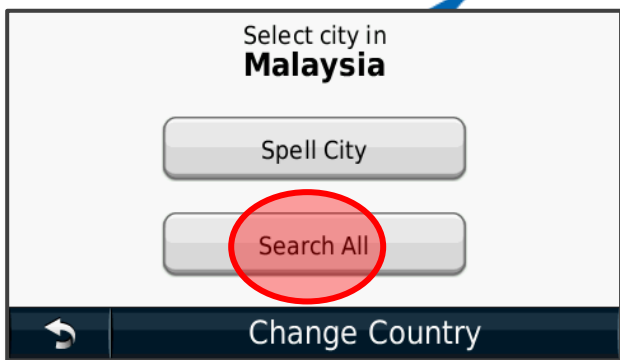 Select city in
Malaysia
Spell City
Search All
Change Country